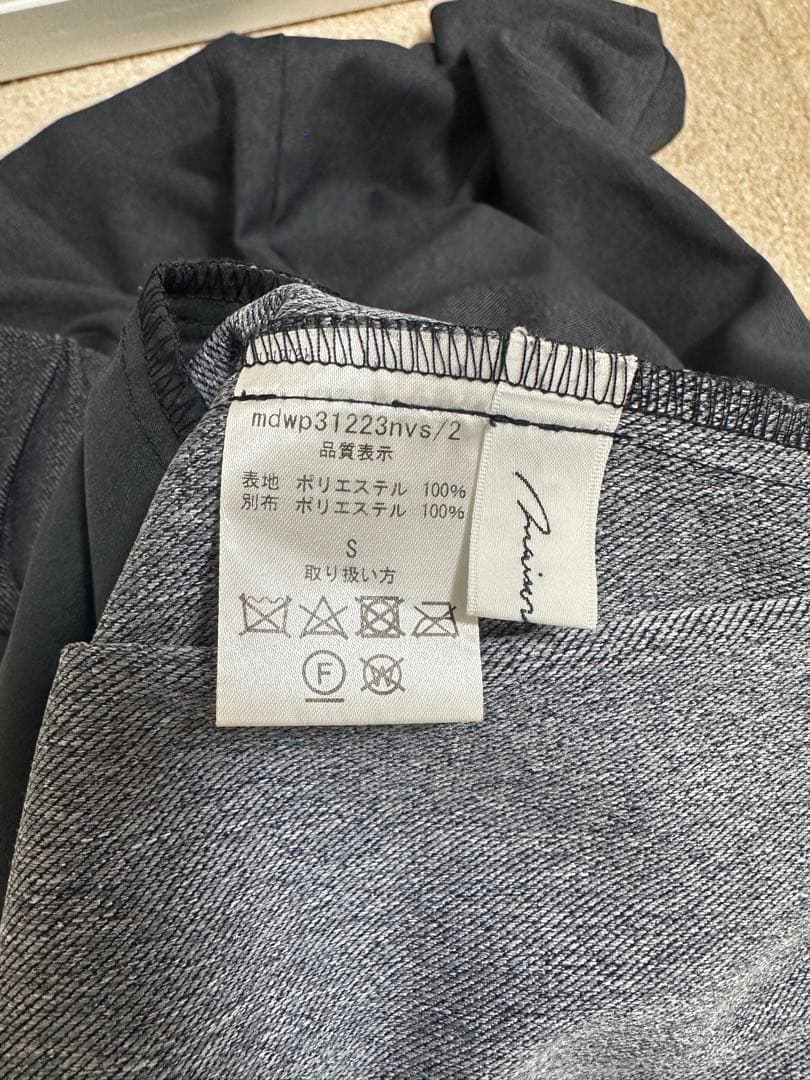 mdwp31223nvs/2
品質表示
表地 ポリエステル 100%
別布 ポリエステル 100%
S
取り扱い方
F
W